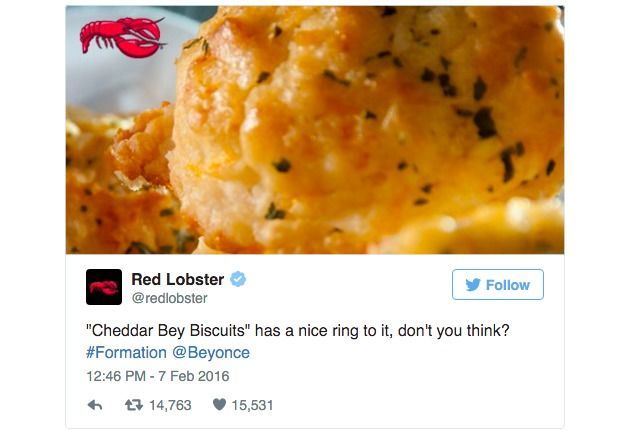 Red Lobster
@redlobster
Follow
"Cheddar Bey Biscuits" has a nice ring to it, don't you think?
#Formation @Beyonce
12:46 PM - 7 Feb 2016
14,763 15,531